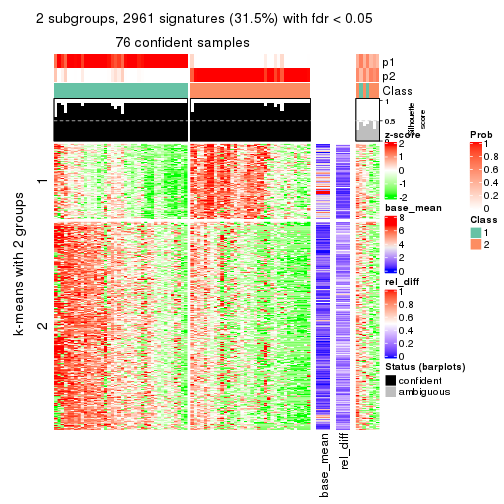 2 subgroups, 2961 signatures (31.5%) with fdr < 0.05
76 confident samples
p1
p2
Class
1
0.5
0
Silhouette
score
k-means with 2 groups
1
2
base_mean
rel_diff
z-score
2
1
0
-1
-2
base_mean
8
6
4
2
0
rel_diff
1
0.8
0.6
0.4
0.2
0
Status (barplots)
confident
ambiguous
Prob
1
0.8
0.6
0.4
0.2
0
Class
1
2